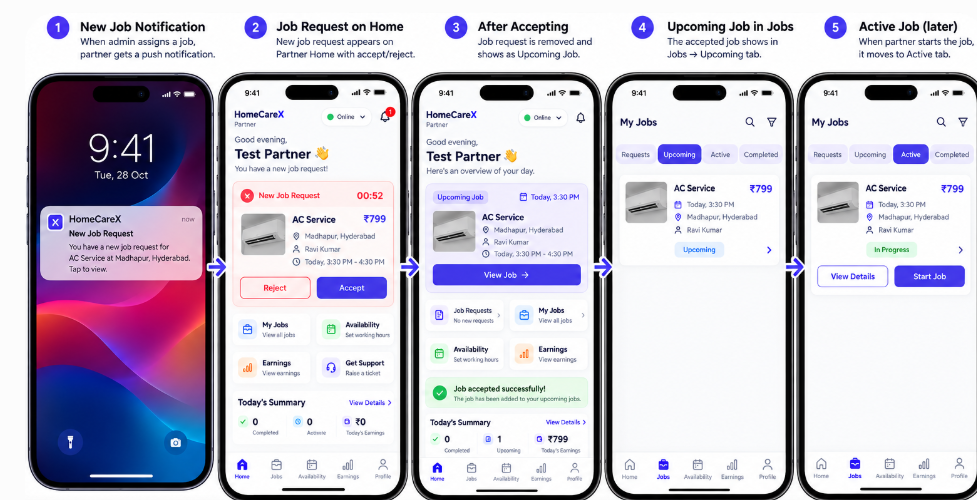 1 New Job Notification
When admin assigns a job,
partner gets a push notification.
9:41
Tue, 28 Oct
X HomeCareX now
New Job Request
You have a new job request for
AC Service at Madhapur, Hyderabad.
Tap to view.
2 Job Request on Home
New job request appears on
Partner Home with accept/reject.
9:41
HomeCareX
Partner
Online
1
Good evening,
Test Partner 👋
You have a new job request!
New Job Request 00:52
AC Service ₹799
Madhapur, Hyderabad
Ravi Kumar
Today, 3:30 PM - 4:30 PM
Reject Accept
My Jobs
View all jobs
Availability
Set working hours
Earnings
View earnings
Get Support
Raise a ticket
Today's Summary View Details >
0
Completed
0
₹0
Today's Earnings
Home Jobs Availability Earnings Profile
3 After Accepting
Job request is removed and
shows as Upcoming Job.
9:41
HomeCareX
Partner
Online
Good evening,
Test Partner 👋
Here's an overview of your day.
Upcoming Job Today, 3:30 PM
AC Service
Madhapur, Hyderabad
Ravi Kumar
Today, 3:30 PM - 4:30 PM
View Job →
Job Requests
No new requests
My Jobs
View all jobs
Availability
Set working hours
Earnings
View earnings
Job accepted successfully!
The job has been added to your upcoming jobs.
Today's Summary View Details >
0
Completed
1
Upcoming
₹799
Today's Earnings
Home Jobs Availability Earnings Profile
4 Upcoming Job in Jobs
The accepted job shows in
Jobs → Upcoming tab.
9:41
My Jobs
Requests Upcoming Active Completed
AC Service ₹799
Today, 3:30 PM
Madhapur, Hyderabad
Ravi Kumar
Upcoming
Home Jobs Availability Earnings Profile
5 Active Job (later)
When partner starts the job,
it moves to Active tab.
9:41
My Jobs
Requests Upcoming Active Completed
AC Service ₹799
Today, 3:30 PM
Madhapur, Hyderabad
Ravi Kumar
In Progress
View Details Start Job
Home Jobs Availability Earnings Profile